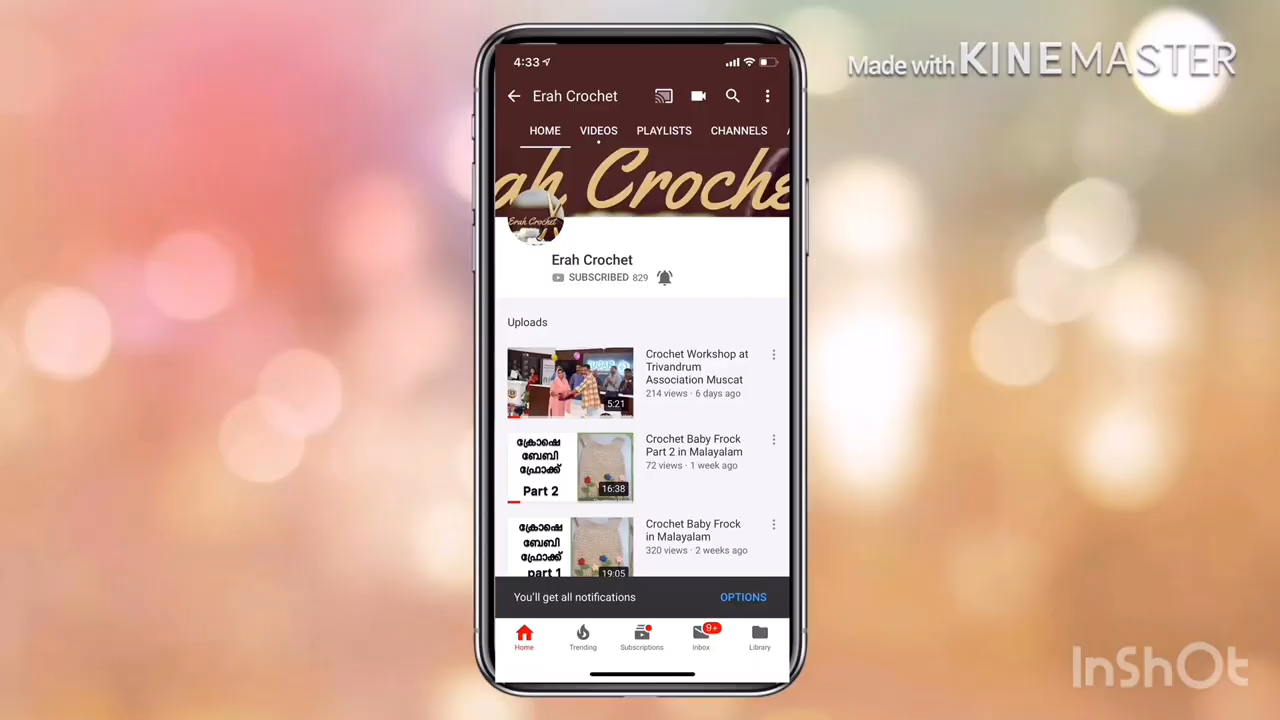 Made with KINEMASTER
4:33
Erah Crochet
HOME VIDEOS PLAYLISTS CHANNELS
Crochet
Erah Crochet
Erah Crochet
SUBSCRIBED 829
Uploads
Crochet Workshop at
Trivandrum
Association Muscat
214 views · 6 days ago
5:21
ക്രോഷെ
ബേബി
ഫ്രോക്ക്
Part 2
16:38
Crochet Baby Frock
Part 2 in Malayalam
72 views · 1 week ago
ക്രോഷെ
ബേബി
ഫ്രോക്ക്
part 1
19:05
Crochet Baby Frock
in Malayalam
320 views · 2 weeks ago
You'll get all notifications OPTIONS
9+
Home Trending Subscriptions Inbox Library
InShOt